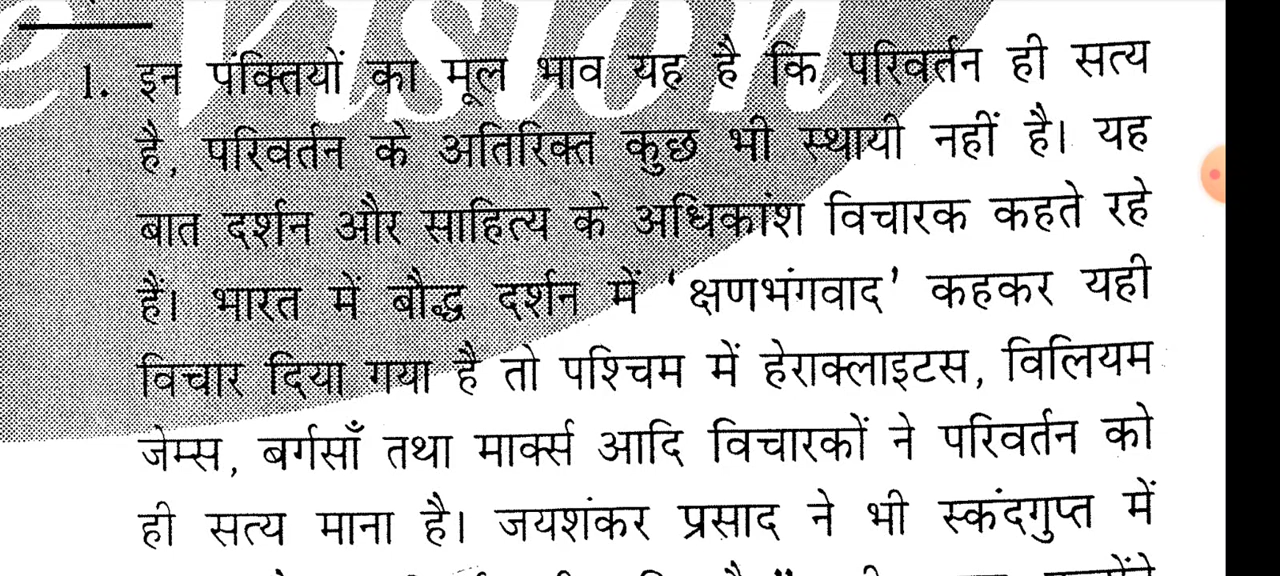 1. इन पंक्तियों का मूल भाव यह है कि परिवर्तन ही सत्य
है, परिवर्तन के अतिरिक्त कुछ भी स्थायी नहीं है। यह
बात दर्शन और साहित्य के अधिकांश विचारक कहते रहे
हैं। भारत में बौद्ध दर्शन में 'क्षणभंगवाद' कहकर यही
विचार दिया गया है तो पश्चिम में हेराक्लाइटस, विलियम
जेम्स, बर्गसाँ तथा मार्क्स आदि विचारकों ने परिवर्तन को
ही सत्य माना है। जयशंकर प्रसाद ने भी स्कंदगुप्त में